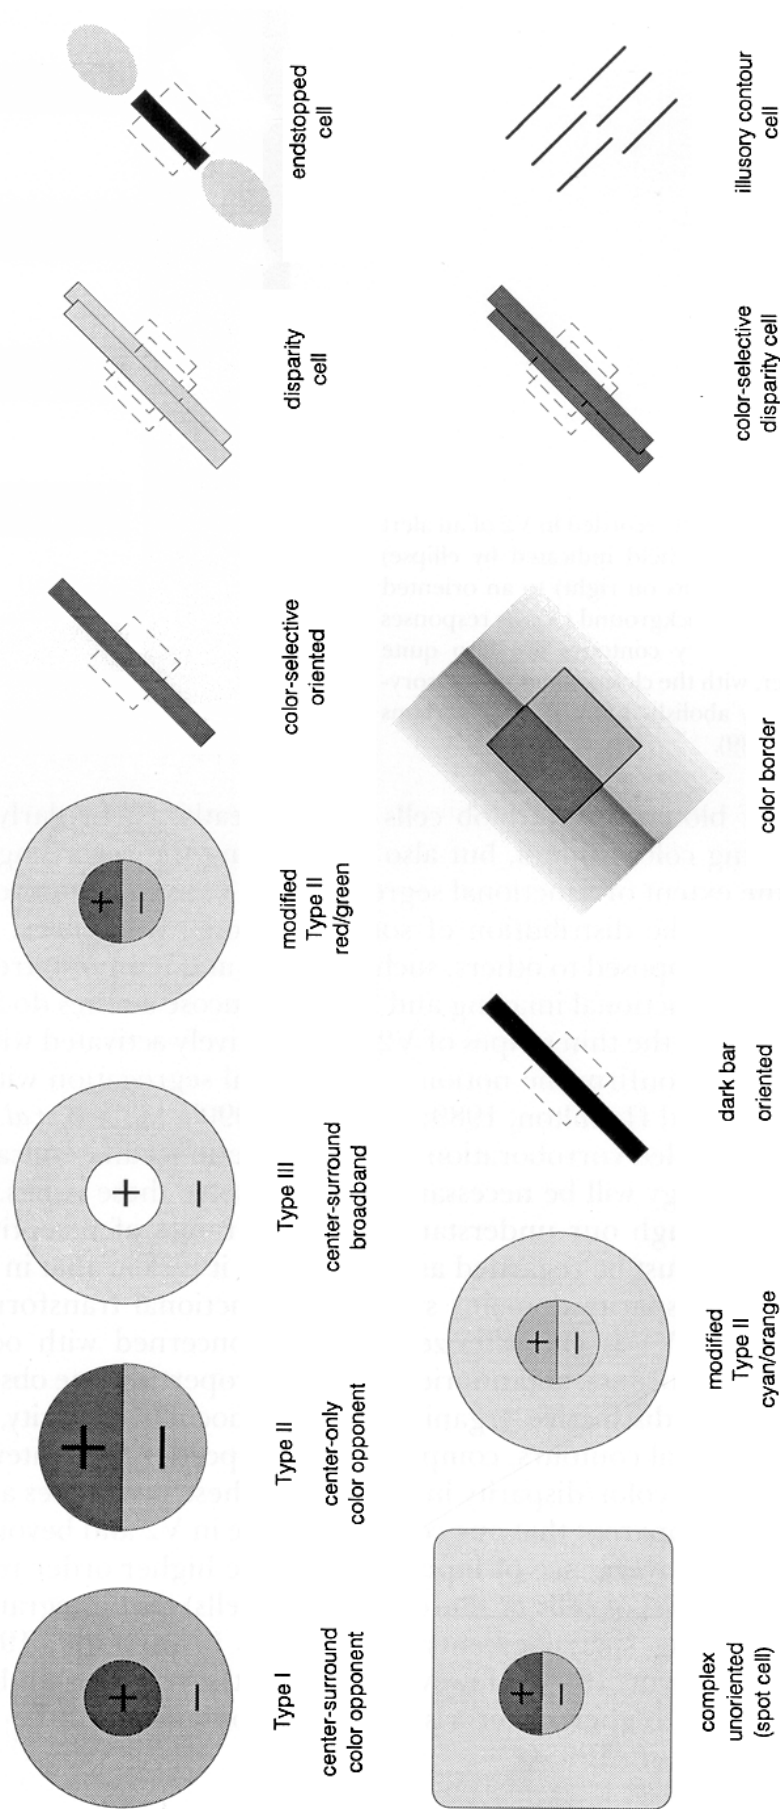 +
−
Type I
center-surround
color opponent
+
−
Type II
center-only
color opponent
+
−
Type III
center-surround
broadband
+
−
modified
Type II
red/green
color-selective
oriented
disparity
cell
endstopped
cell
+
−
complex
unoriented
(spot cell)
+
−
modified
Type II
cyan/orange
dark bar
oriented
color border
color-selective
disparity cell
illusory contour
cell